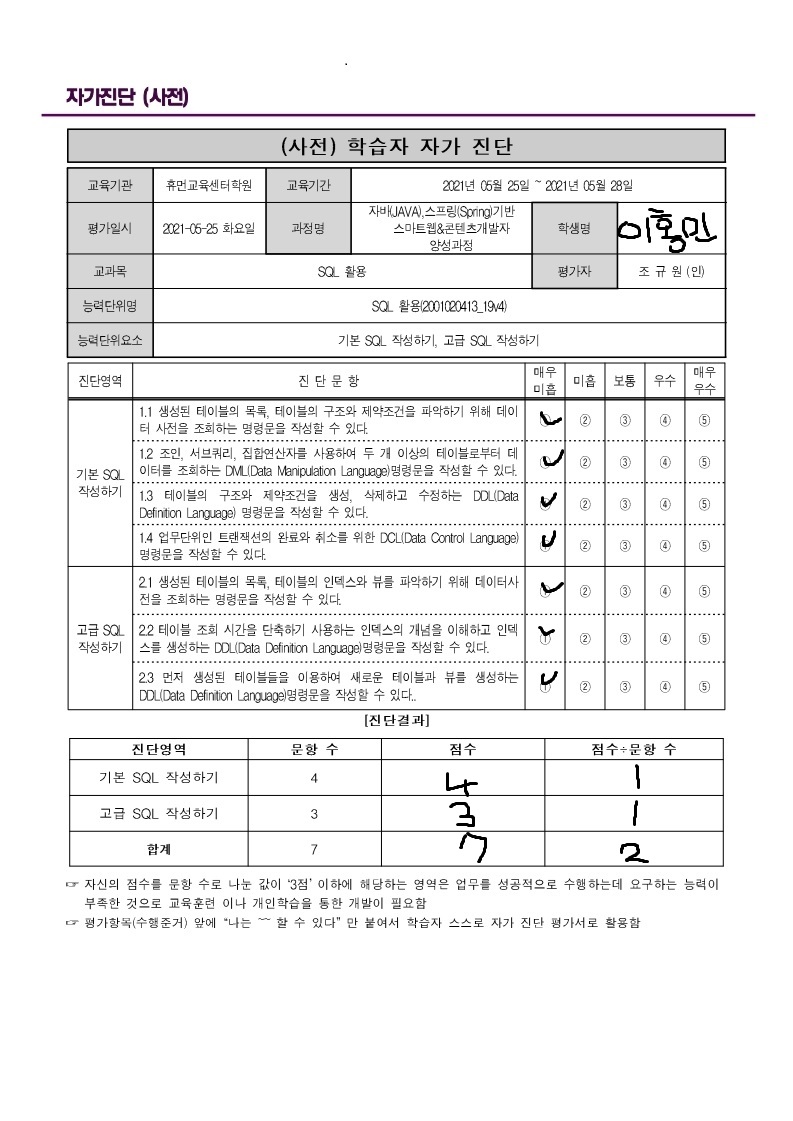 자가진단 (사전)
(사전) 학습자 자가 진단
교육기관 휴먼교육센터학원 교육기간 2021년 05월 25일 ~ 2021년 05월 28일
평가일시 2021-05-25 화요일 과정명 자바(JAVA),스프링(Spring)기반
스마트웹&콘텐츠개발자
양성과정
학생명 이홍민
교과목 SQL 활용 평가자 조 규 원 (인)
능력단위명 SQL 활용(2001020413_19v4)
능력단위요소 기본 SQL 작성하기, 고급 SQL 작성하기
진단영역 진 단 문 항 매우 미흡 미흡 보통 우수 매우 우수
기본 SQL
작성하기
1.1 생성된 테이블의 목록, 테이블의 구조와 제약조건을 파악하기 위해 데이
터 사전을 조회하는 명령문을 작성할 수 있다. ② ③ ④ ⑤
1.2 조인, 서브쿼리, 집합연산자를 사용하여 두 개 이상의 테이블로부터 데
이터를 조회하는 DML(Data Manipulation Language)명령문을 작성할 수 있다. ② ③ ④ ⑤
1.3 테이블의 구조와 제약조건을 생성, 삭제하고 수정하는 DDL(Data
Definition Language) 명령문을 작성할 수 있다. ② ③ ④ ⑤
1.4 업무단위인 트랜잭션의 완료와 취소를 위한 DCL(Data Control Language)
명령문을 작성할 수 있다. ② ③ ④ ⑤
고급 SQL
작성하기
2.1 생성된 테이블의 목록, 테이블의 인덱스와 뷰를 파악하기 위해 데이터사
전을 조회하는 명령문을 작성할 수 있다. ② ③ ④ ⑤
2.2 테이블 조회 시간을 단축하기 사용하는 인덱스의 개념을 이해하고 인덱
스를 생성하는 DDL(Data Definition Language)명령문을 작성할 수 있다. ① ② ③ ④ ⑤
2.3 먼저 생성된 테이블들을 이용하여 새로운 테이블과 뷰를 생성하는
DDL(Data Definition Language)명령문을 작성할 수 있다.. ① ② ③ ④ ⑤
[진단결과]
진단영역 문항 수 점수 점수÷문항 수
기본 SQL 작성하기 4 4 1
고급 SQL 작성하기 3 3 1
합계 7 7 2
☞ 자신의 점수를 문항 수로 나눈 값이 ‘3점’ 이하에 해당하는 영역은 업무를 성공적으로 수행하는데 요구하는 능력이
부족한 것으로 교육훈련 이나 개인학습을 통한 개발이 필요함
☞ 평가항목(수행준거) 앞에 “나는 ~~ 할 수 있다” 만 붙여서 학습자 스스로 자가 진단 평가서로 활용함